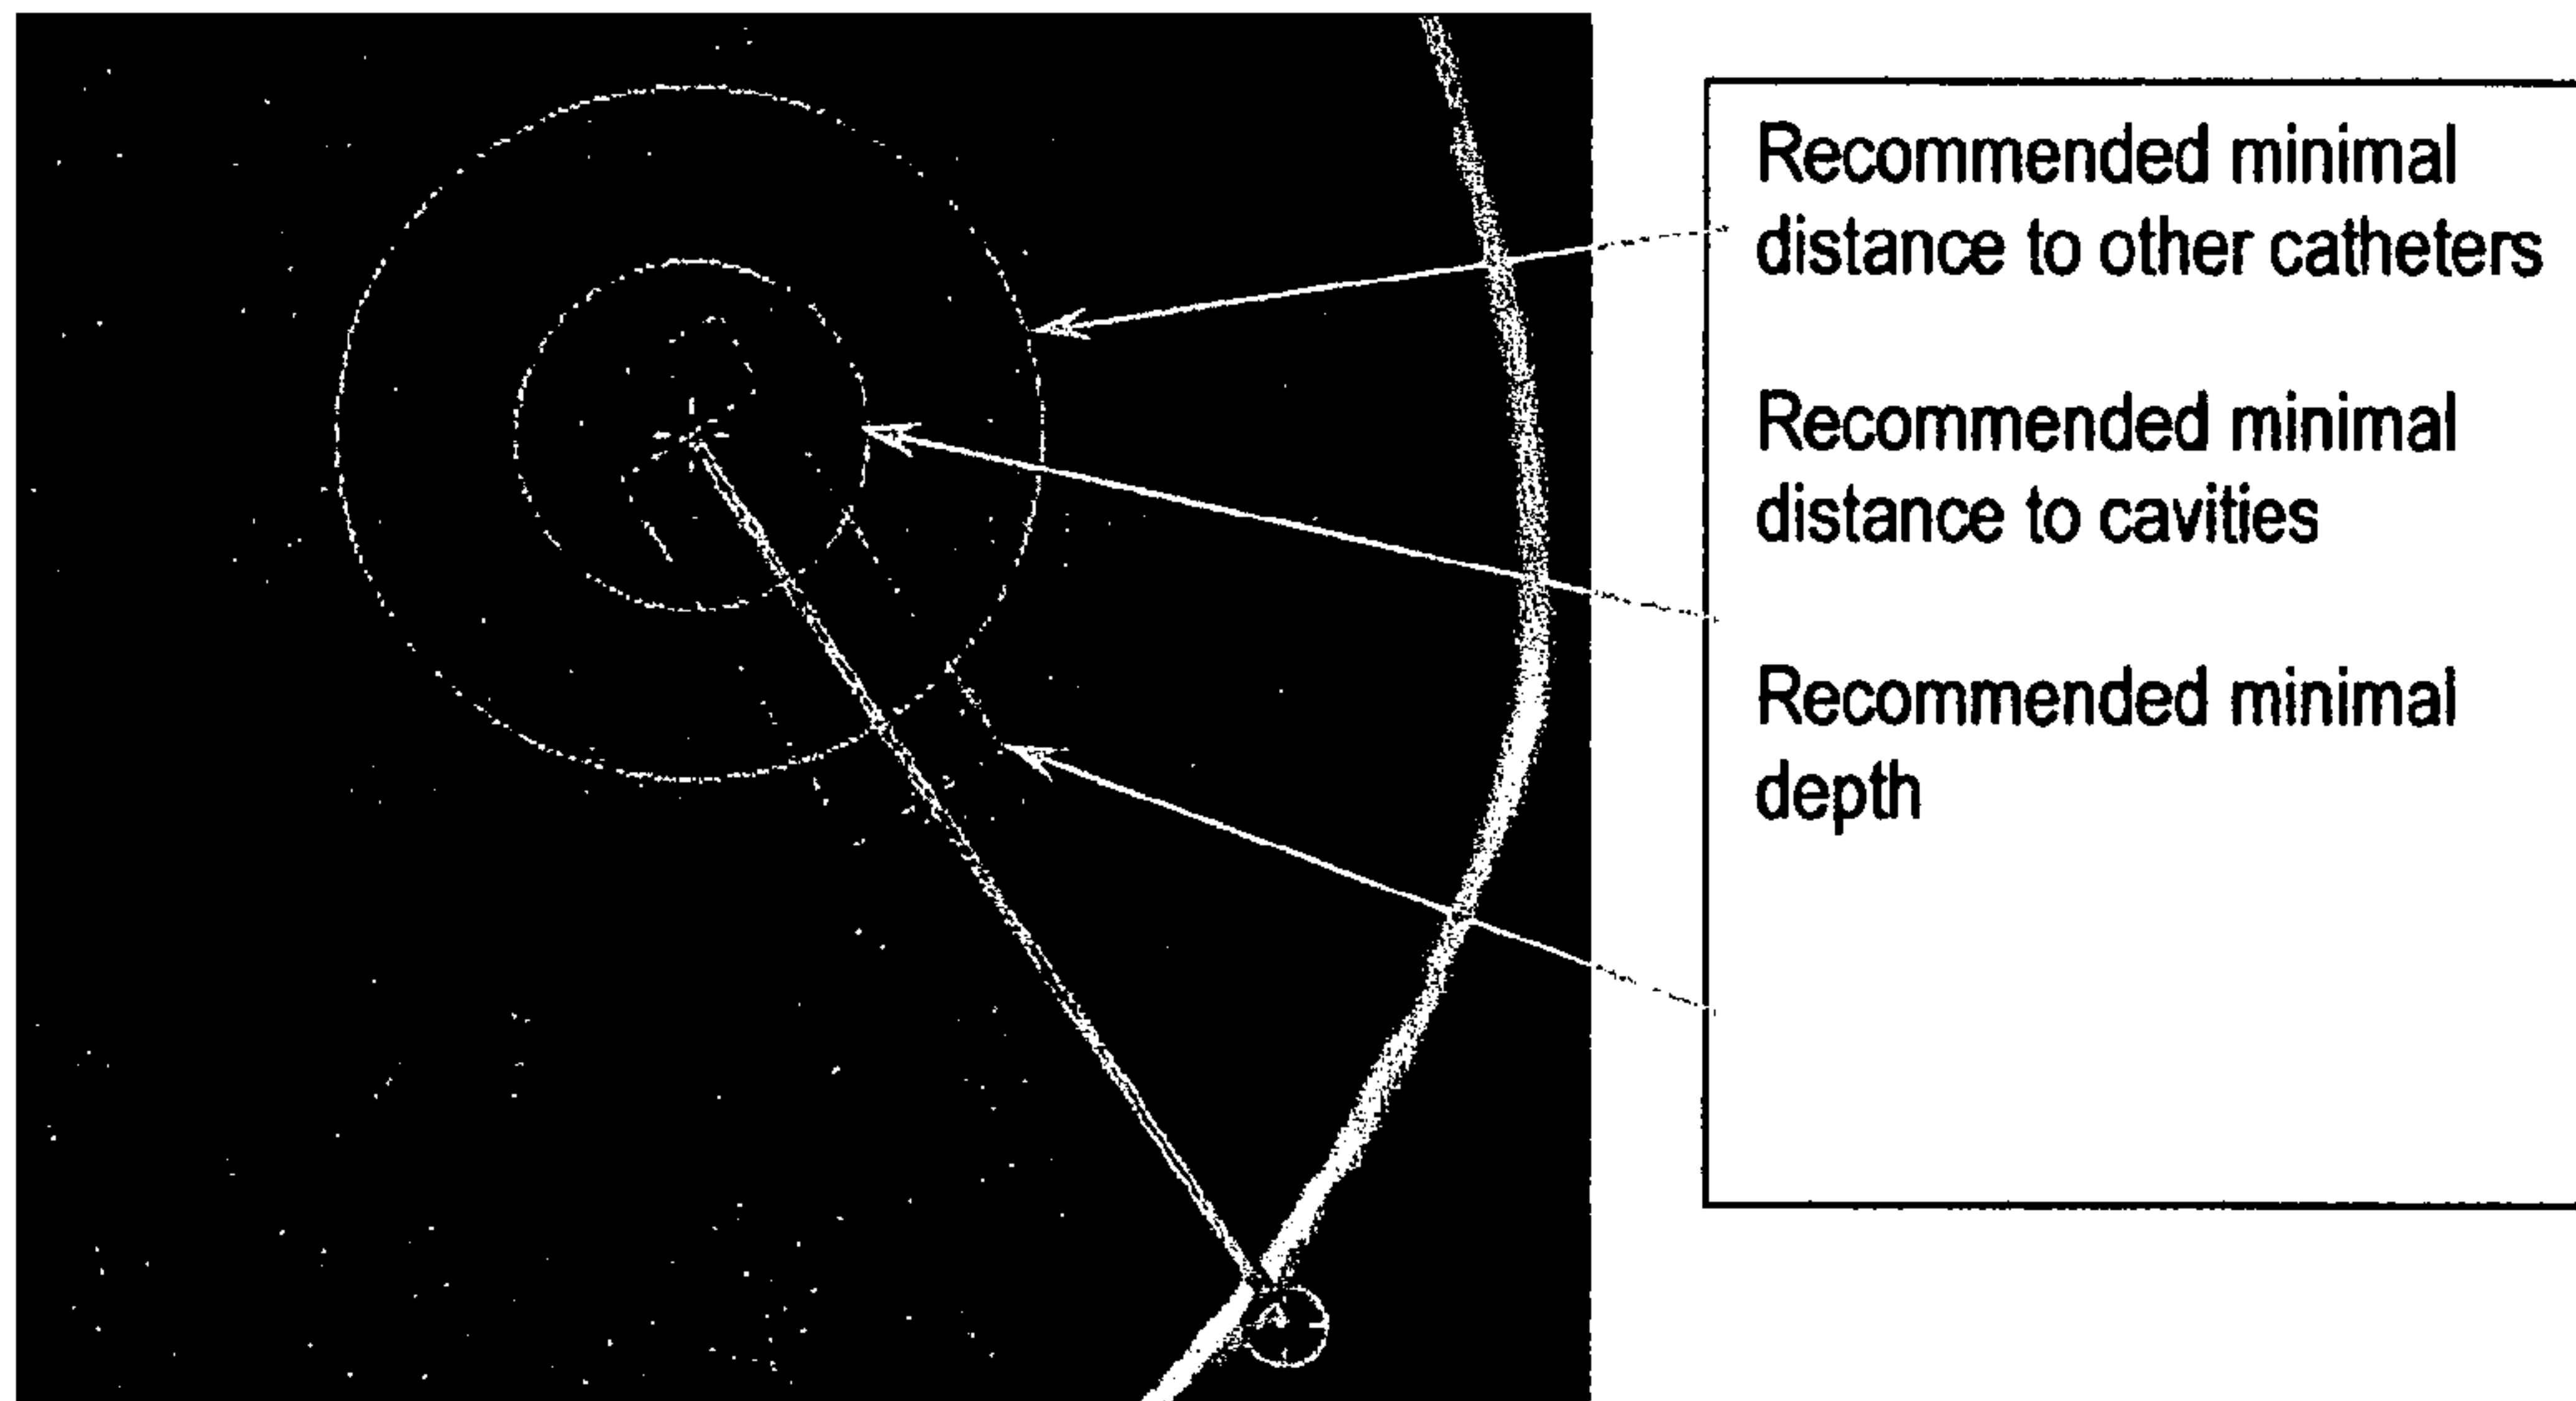 Recommended minimal
distance to other catheters
Recommended minimal
distance to cavities
Recommended minimal
depth